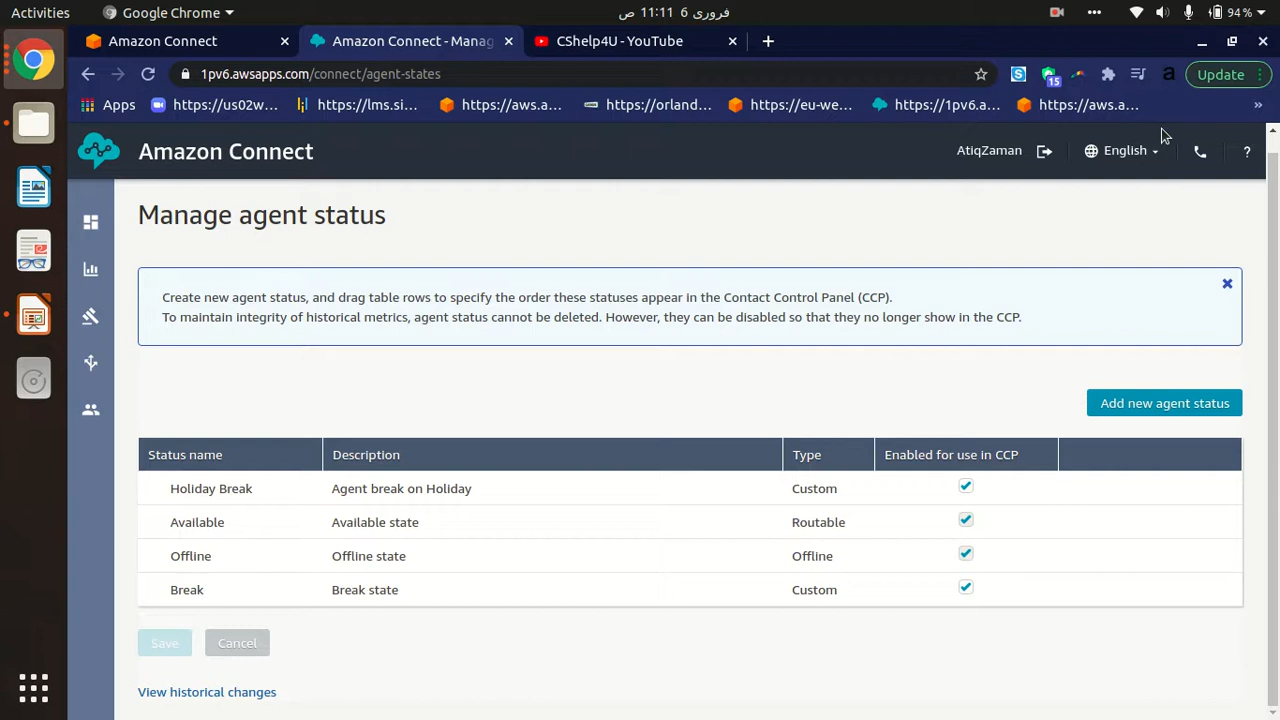 Activities
Google Chrome
فروری 6 11:11 ص
94 %
Amazon Connect
Amazon Connect - Manag
CShelp4U - YouTube
1pv6.awsapps.com/connect/agent-states
15
a
Update
Apps
https://us02w...
https://lms.si...
https://aws.a...
https://orland...
https://eu-we...
https://1pv6.a...
https://aws.a...
»
Amazon Connect
AtiqZaman
English
?
Manage agent status
Create new agent status, and drag table rows to specify the order these statuses appear in the Contact Control Panel (CCP).
To maintain integrity of historical metrics, agent status cannot be deleted. However, they can be disabled so that they no longer show in the CCP.
Add new agent status
Status name Description Type Enabled for use in CCP
Holiday Break Agent break on Holiday Custom
Available Available state Routable
Offline Offline state Offline
Break Break state Custom
Save Cancel
View historical changes